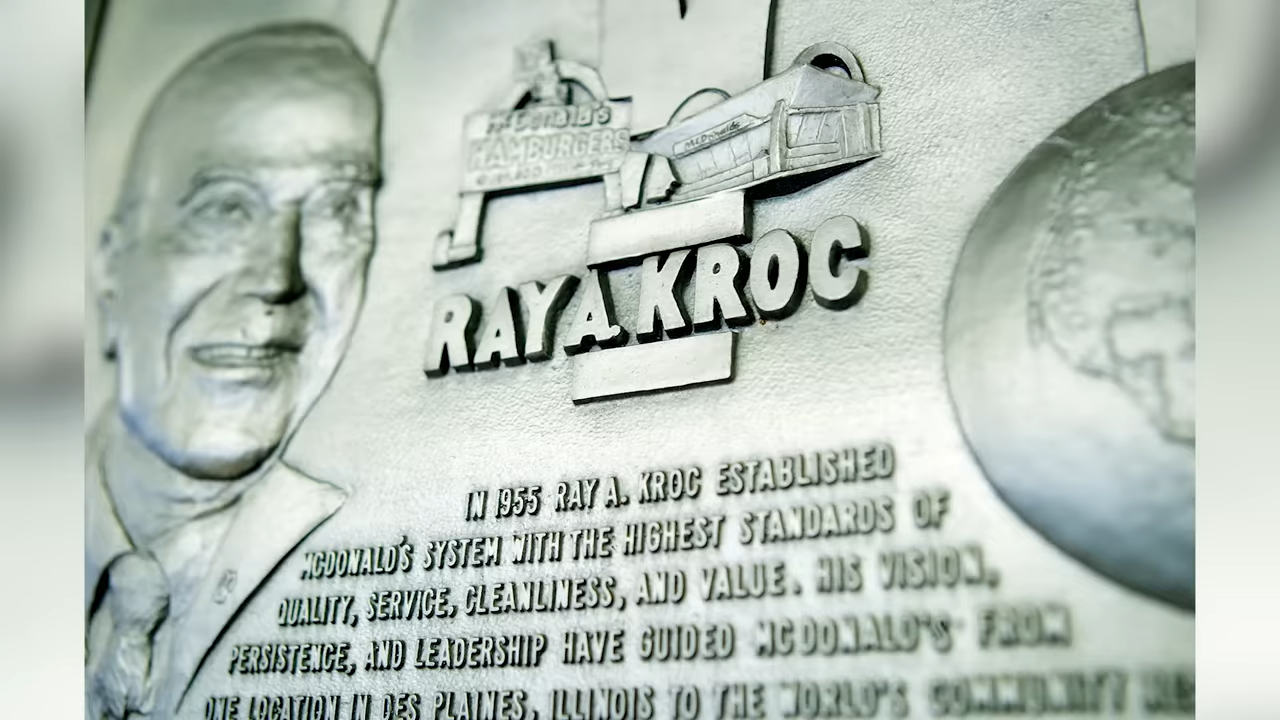 McDonald's
HAMBURGERS
McDonald's
RAY A. KROC
IN 1955 RAY A. KROC ESTABLISHED
MCDONALD'S SYSTEM WITH THE HIGHEST STANDARDS OF
QUALITY, SERVICE, CLEANLINESS, AND VALUE. HIS VISION,
PERSISTENCE, AND LEADERSHIP HAVE GUIDED MCDONALD'S FROM
ONE LOCATION IN DES PLAINES, ILLINOIS TO THE WORLD'S COMMUNITY